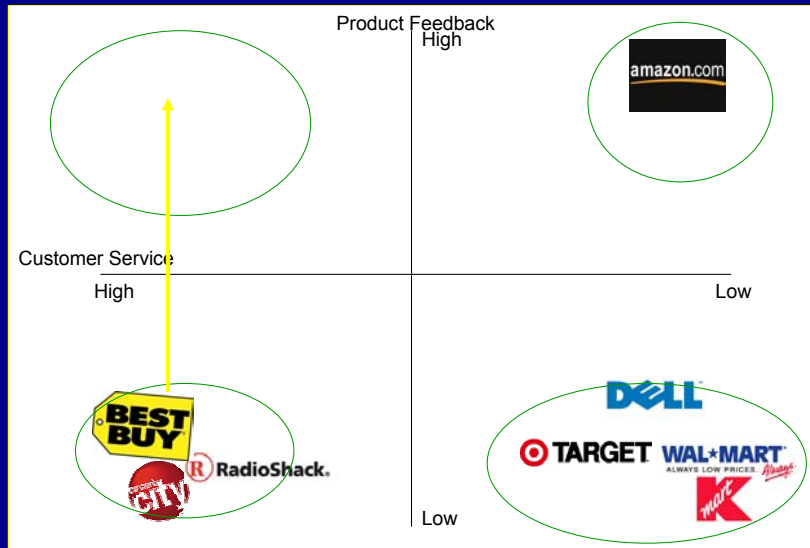 Product Feedback
High
amazon.com
Customer Service
High
Low
DELL
BEST
BUY
TARGET
WAL★MART
ALWAYS LOW PRICES. Always.
R RadioShack.
circuit
city
K
mart
Low